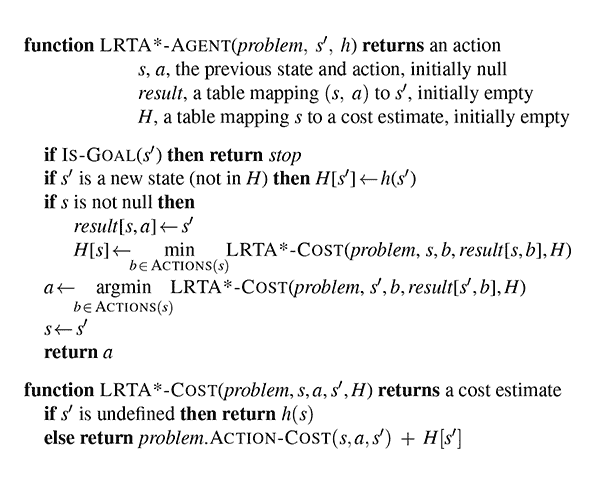 function LRTA*-AGENT(problem, s′, h) returns an action
s, a, the previous state and action, initially null
result, a table mapping (s, a) to s′, initially empty
H, a table mapping s to a cost estimate, initially empty
if IS-GOAL(s′) then return stop
if s′ is a new state (not in H) then H[s′]←h(s′)
if s is not null then
result[s,a]←s′
H[s]← min LRTA*-COST(problem, s,b,result[s,b],H)
b∈ACTIONS(s)
a← argmin LRTA*-COST(problem, s′,b,result[s′,b],H)
b∈ACTIONS(s)
s←s′
return a
function LRTA*-COST(problem,s,a,s′,H) returns a cost estimate
if s′ is undefined then return h(s)
else return problem.ACTION-COST(s,a,s′) + H[s′]